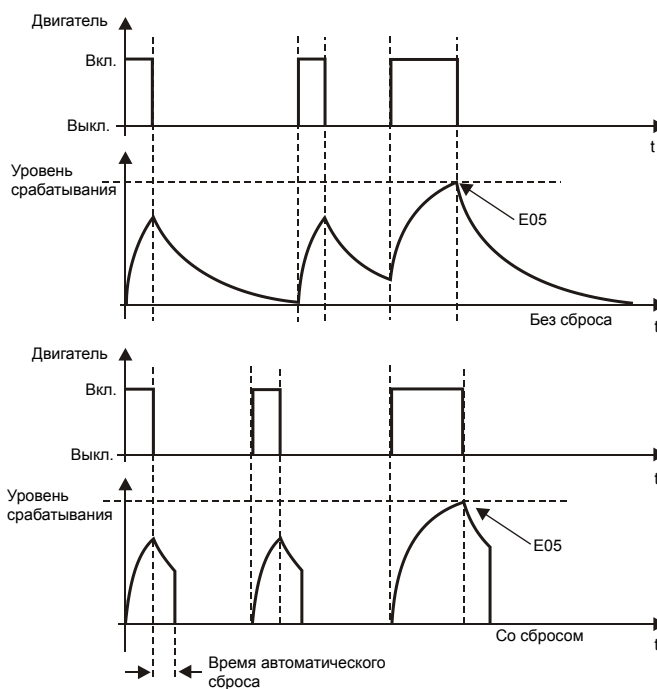 Двигатель
Вкл.
Выкл.
t
Уровень
срабатывания
E05
Без сброса
t
Двигатель
Вкл.
Выкл.
t
Уровень
срабатывания
E05
Со сбросом
t
Время автоматического
сброса